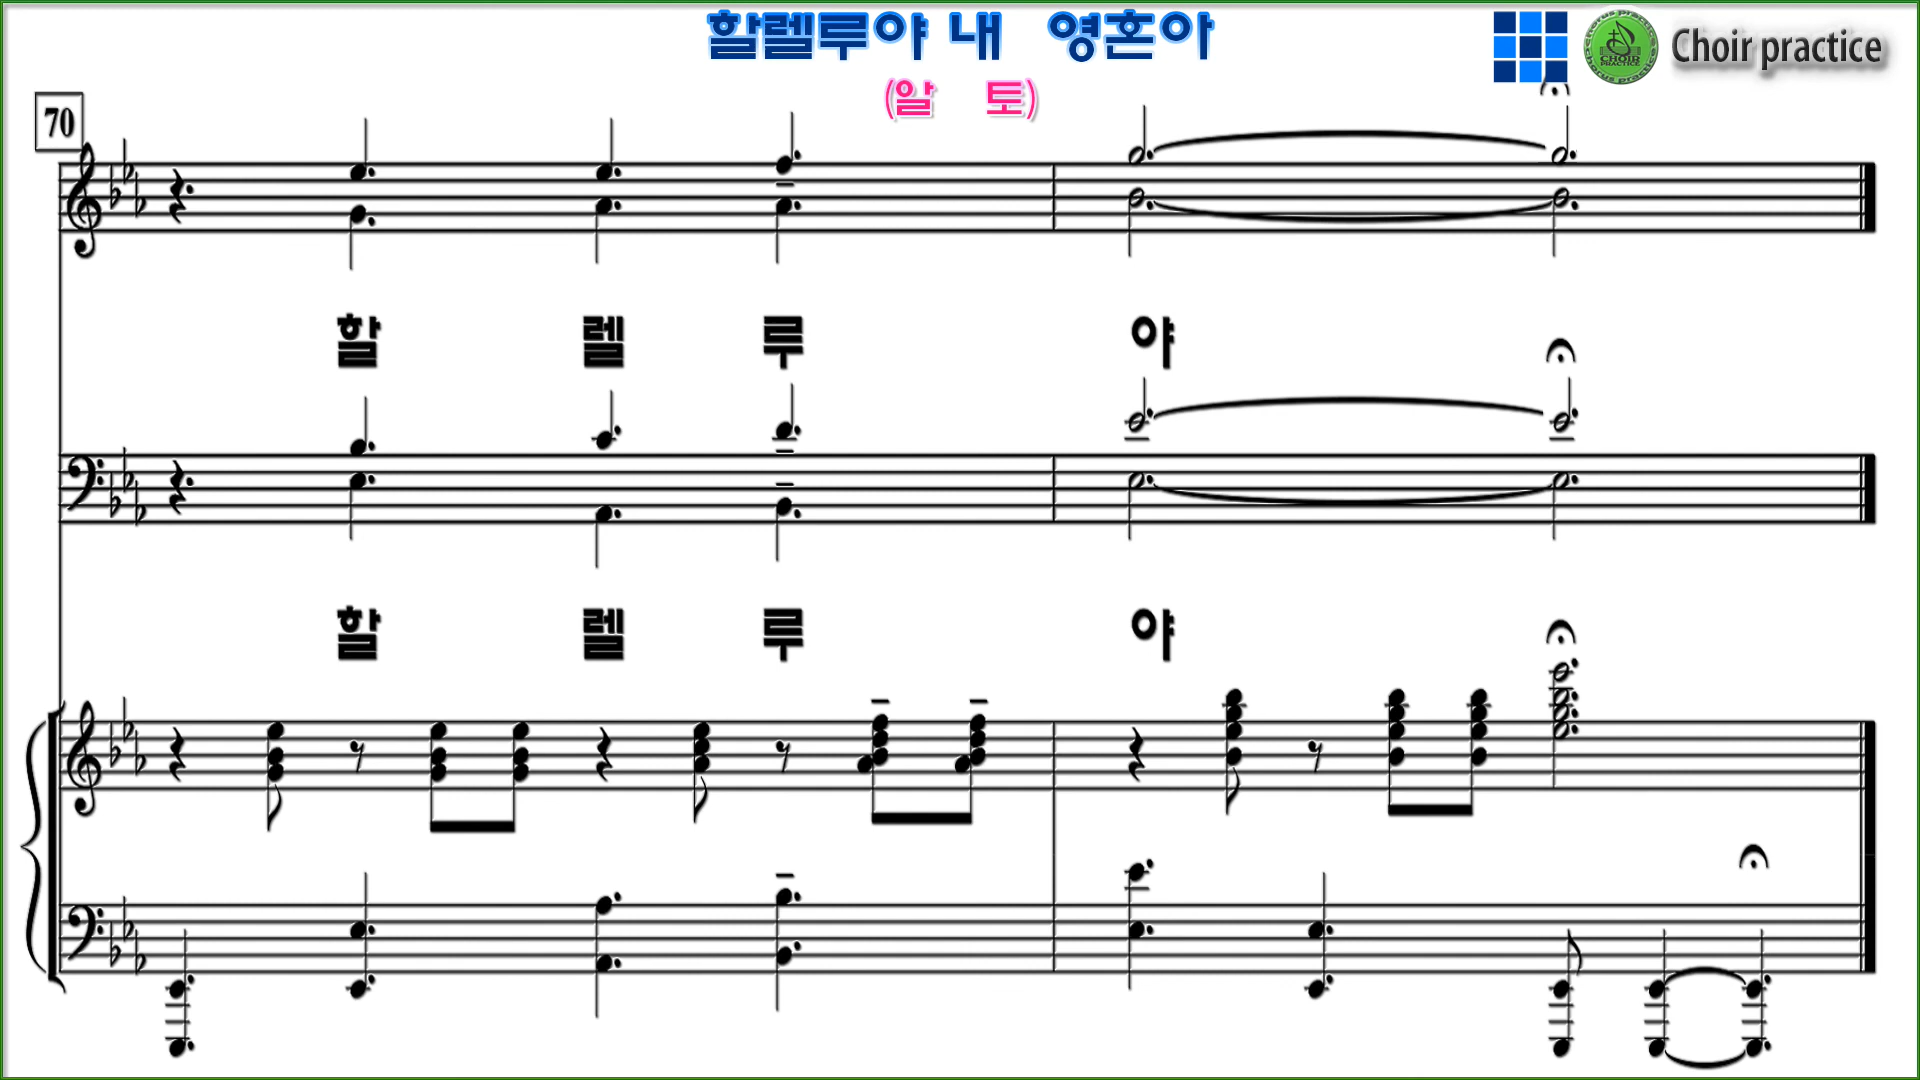 할렐루야 내 영혼아
Choir practice
(알 토)
70
할 렐 루 야
할 렐 루 야